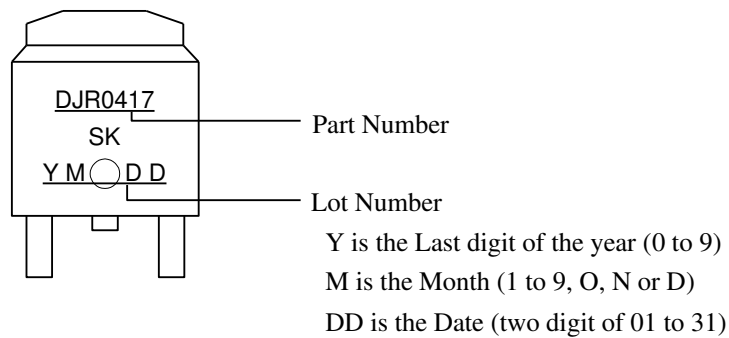 DJR0417
Part Number
SK
Y M D D
Lot Number
Y is the Last digit of the year (0 to 9)
M is the Month (1 to 9, O, N or D)
DD is the Date (two digit of 01 to 31)